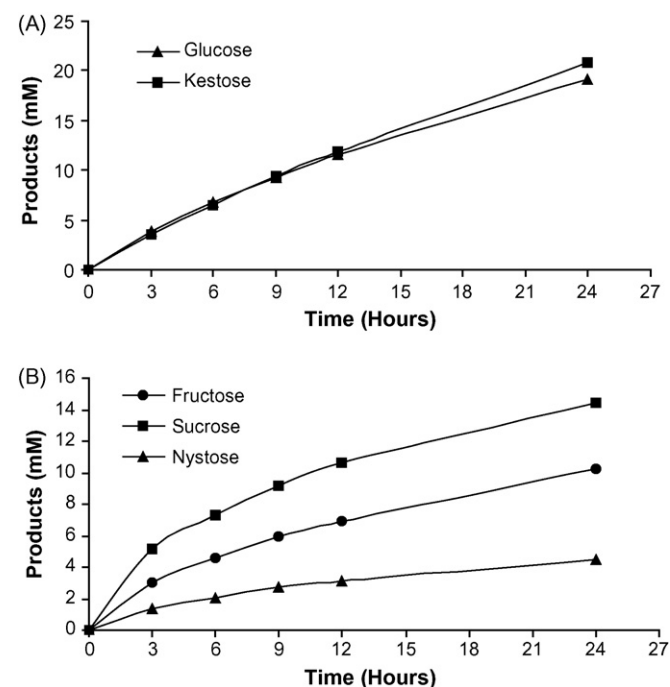 (A)
25
20
15
10
5
0
Products (mM)
Glucose
Kestose
0 3 6 9 12 15 18 21 24 27
Time (Hours)
(B)
16
14
12
10
8
6
4
2
0
Products (mM)
Fructose
Sucrose
Nystose
0 3 6 9 12 15 18 21 24 27
Time (Hours)